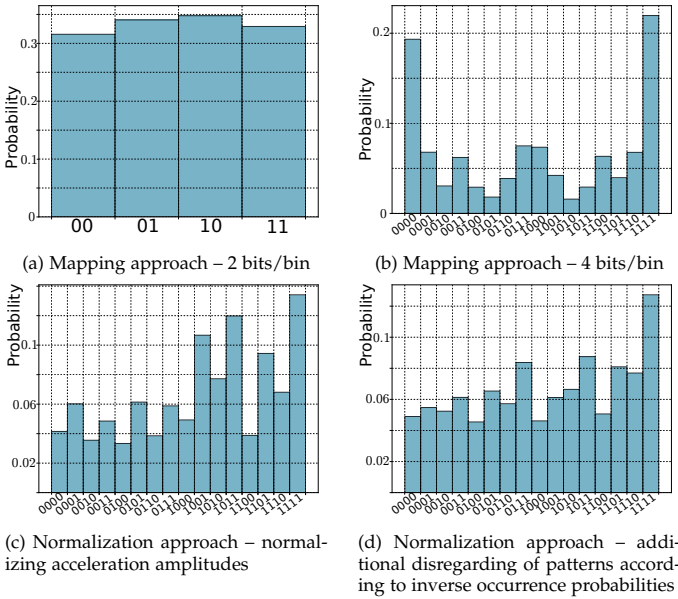 Probability
0.3
0.2
0.1
0
00 01 10 11
(a) Mapping approach – 2 bits/bin
Probability
0.2
0.1
0
0000 0001 0010 0011 0100 0101 0110 0111 1000 1001 1010 1011 1100 1101 1110 1111
(b) Mapping approach – 4 bits/bin
Probability
0.1
0.06
0.02
0000 0001 0010 0011 0100 0101 0110 0111 1000 1001 1010 1011 1100 1101 1110 1111
(c) Normalization approach – normal-
izing acceleration amplitudes
Probability
0.1
0.06
0.02
0000 0001 0010 0011 0100 0101 0110 0111 1000 1001 1010 1011 1100 1101 1110 1111
(d) Normalization approach – addi-
tional disregarding of patterns accord-
ing to inverse occurrence probabilities